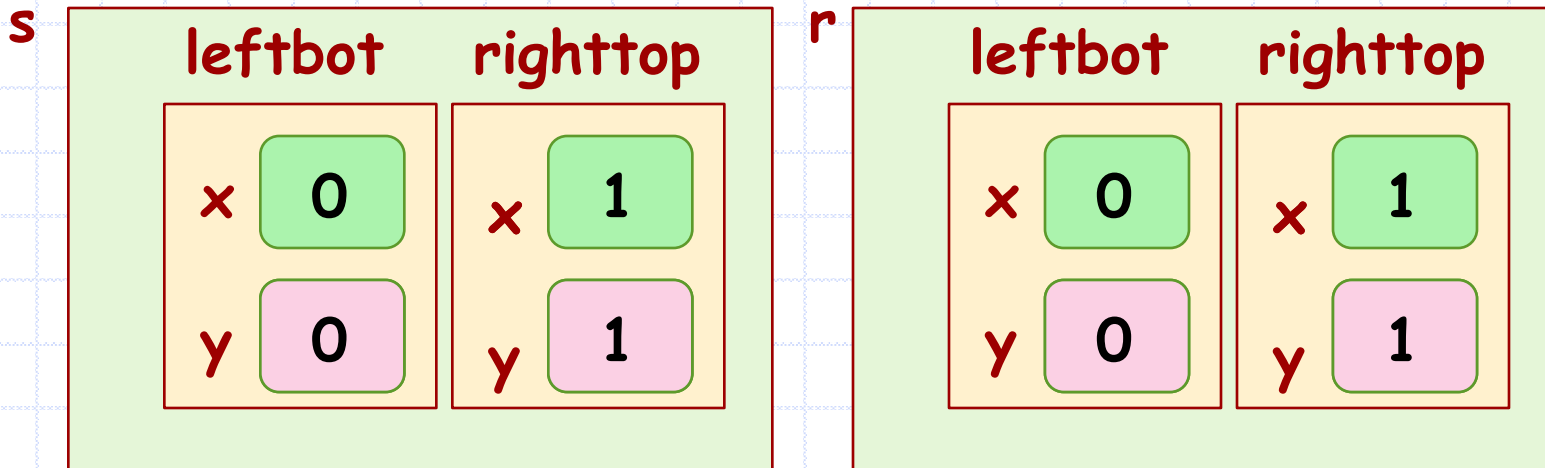 s r
leftbot righttop leftbot righttop
x 0 x 1 x 0 x 1
y 0 y 1 y 0 y 1